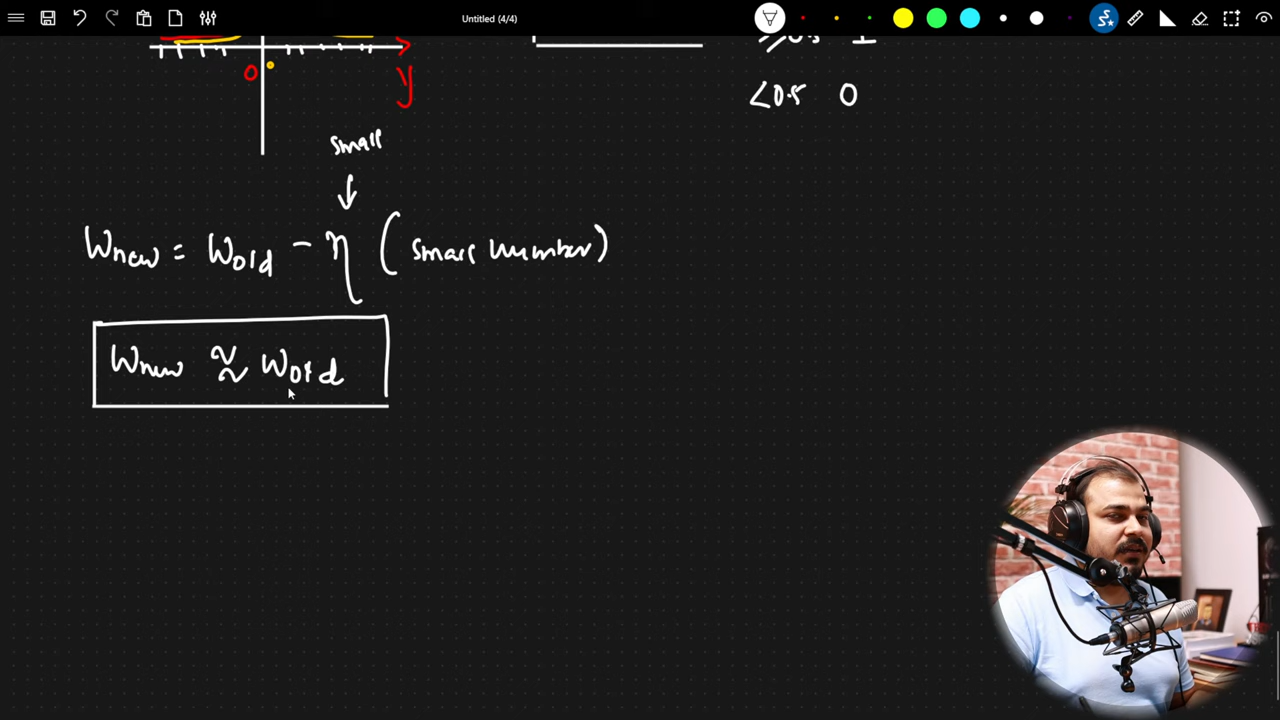 Untitled (4/4)
0
y
<0.5 0
small
↓
Wnew = Wold - η (small number)
Wnew ≈ Wold